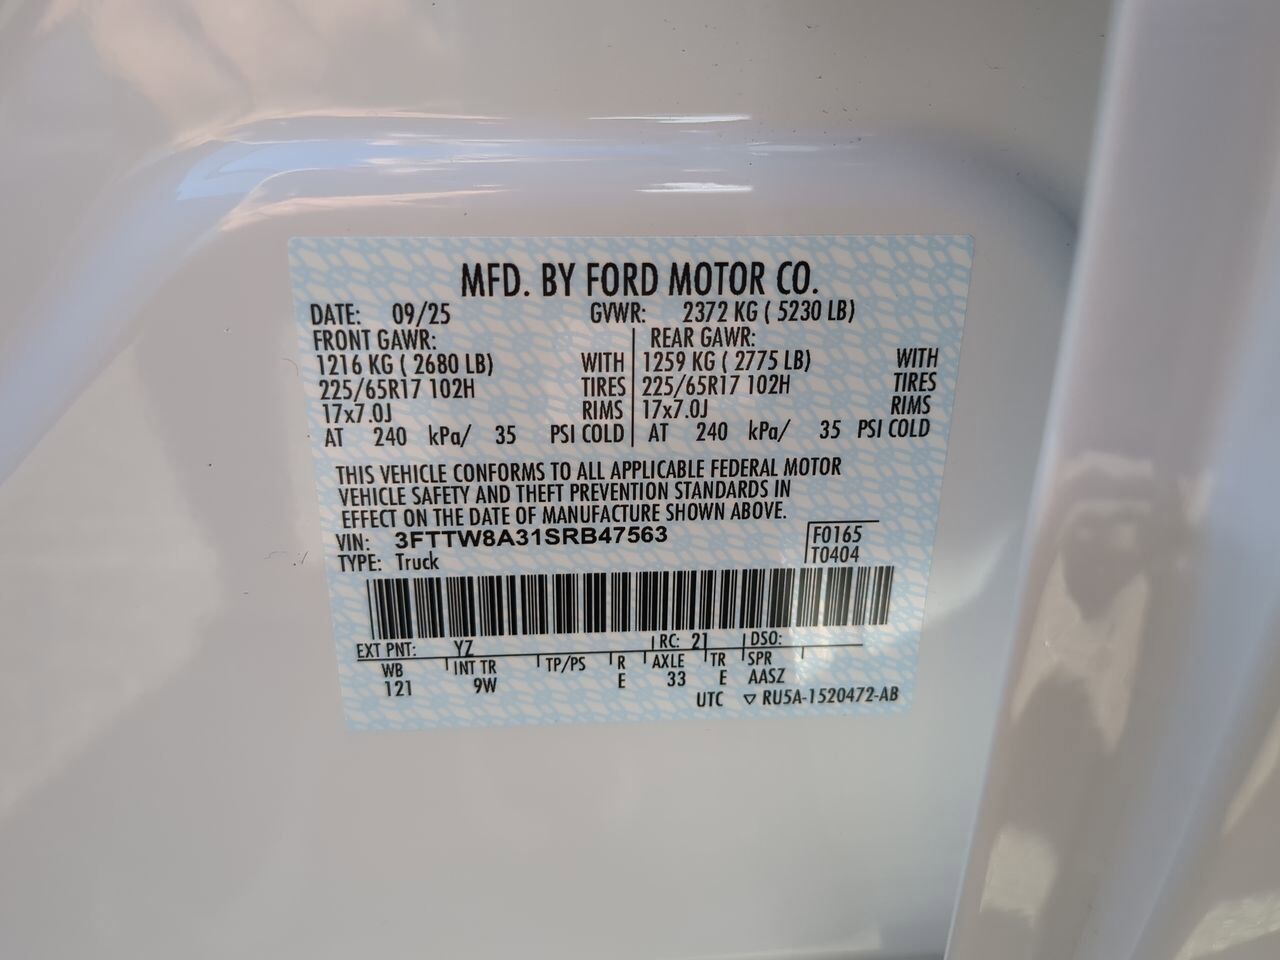 MFD. BY FORD MOTOR CO.
DATE: 09/25 GVWR: 2372 KG ( 5230 LB)
FRONT GAWR: REAR GAWR:
1216 KG ( 2680 LB) WITH 1259 KG ( 2775 LB) WITH
225/65R17 102H TIRES 225/65R17 102H TIRES
17x7.0J RIMS 17x7.0J RIMS
AT 240 kPa/ 35 PSI COLD AT 240 kPa/ 35 PSI COLD
THIS VEHICLE CONFORMS TO ALL APPLICABLE FEDERAL MOTOR
VEHICLE SAFETY AND THEFT PREVENTION STANDARDS IN
EFFECT ON THE DATE OF MANUFACTURE SHOWN ABOVE.
VIN: 3FTTW8A31SRB47563 F0165
TYPE: Truck T0404
EXT PNT: YZ RC: 21 DSO:
WB INT TR TP/PS R AXLE TR SPR
121 9W E 33 E AASZ
UTC ▽ RU5A-1520472-AB